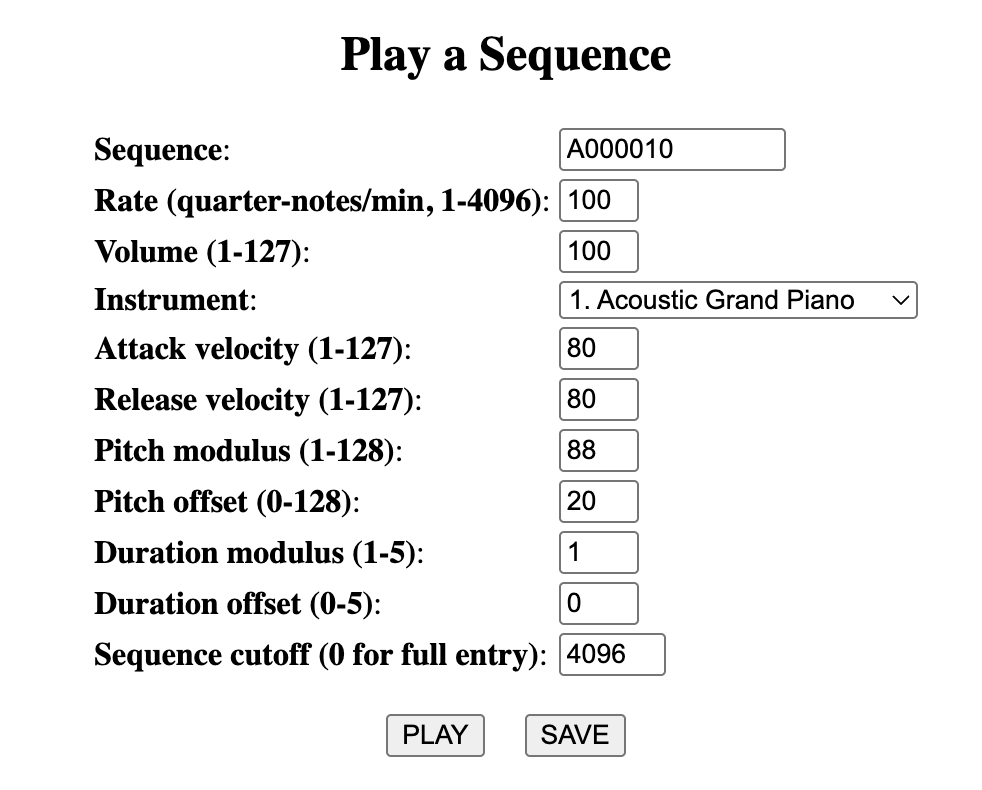 Play a Sequence
Sequence: A000010
Rate (quarter-notes/min, 1-4096): 100
Volume (1-127): 100
Instrument: 1. Acoustic Grand Piano
Attack velocity (1-127): 80
Release velocity (1-127): 80
Pitch modulus (1-128): 88
Pitch offset (0-128): 20
Duration modulus (1-5): 1
Duration offset (0-5): 0
Sequence cutoff (0 for full entry): 4096
PLAY SAVE